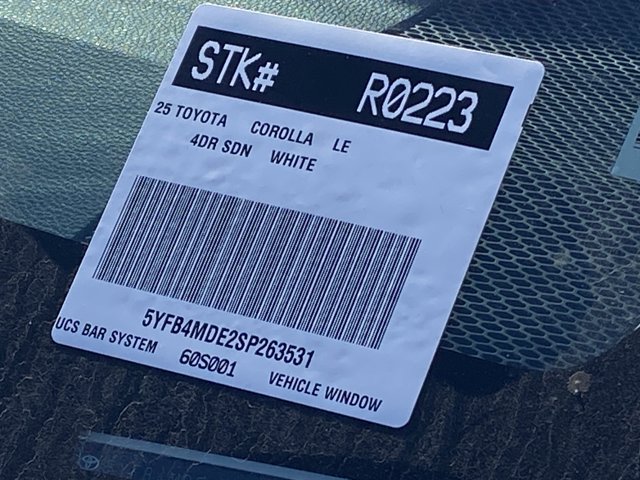 STK# R0223
25 TOYOTA COROLLA LE
4DR SDN WHITE
5YFB4MDE2SP263531
UCS BAR SYSTEM 60S001 VEHICLE WINDOW